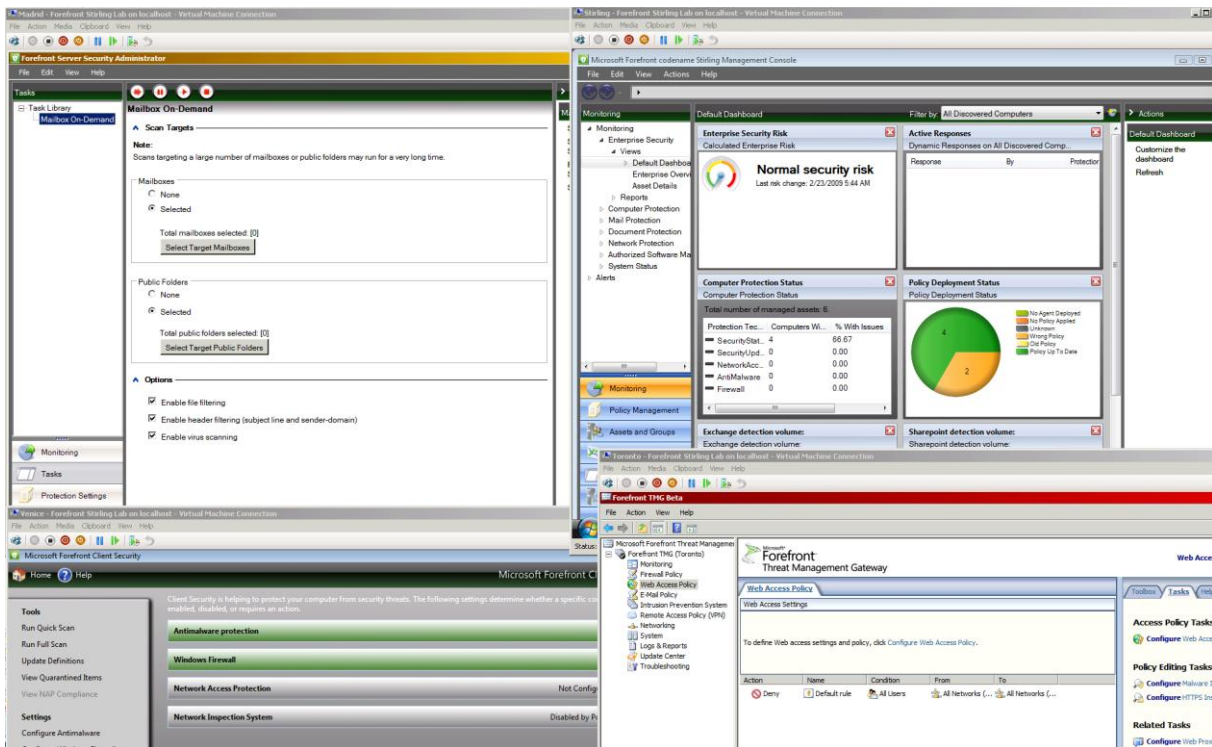 Madrid - Forefront Stirling Lab on localhost - Virtual Machine Connection
File Action Media Clipboard View Help
Forefront Server Security Administrator
File Edit View Help
Tasks
Task Library
Mailbox On-Demand
Mailbox On-Demand
Scan Targets
Note:
Scans targeting a large number of mailboxes or public folders may run for a very long time.
Mailboxes
None
Selected
Total mailboxes selected: [0]
Select Target Mailboxes
Public Folders
None
Selected
Total public folders selected: [0]
Select Target Public Folders
Options
Enable file filtering
Enable header filtering (subject line and sender-domain)
Enable virus scanning
Monitoring
Tasks
Protection Settings
Stirling - Forefront Stirling Lab on localhost - Virtual Machine Connection
File Action Media Clipboard View Help
Microsoft Forefront codename Stirling Management Console
File Edit View Actions Help
Monitoring
Monitoring
Enterprise Security
Views
Default Dashboa
Enterprise Overvi
Asset Details
Reports
Computer Protection
Mail Protection
Document Protection
Network Protection
Authorized Software Ma
System Status
Alerts
Monitoring
Policy Management
Assets and Groups
Status:
Default Dashboard Filter by: All Discovered Computers
Enterprise Security Risk
Calculated Enterprise Risk
Normal security risk
Last risk change: 2/23/2009 5:44 AM
Active Responses
Dynamic Responses on All Discovered Comp...
Response By Protection
Computer Protection Status
Computer Protection Status
Total number of managed assets: 6.
Protection Tec... Computers Wi... % With Issues
SecurityStat... 4 66.67
SecurityUpd... 0 0.00
NetworkAcc... 0 0.00
AntiMalware 0 0.00
Firewall 0 0.00
Policy Deployment Status
Policy Deployment Status
4
2
No Agent Deployed
No Policy Applied
Unknown
Wrong Policy
Old Policy
Policy Up To Date
Exchange detection volume:
Exchange detection volume:
Sharepoint detection volume:
Sharepoint detection volume:
Actions
Default Dashboard
Customize the
dashboard
Refresh
Venice - Forefront Stirling Lab on localhost - Virtual Machine Connection
File Action Media Clipboard View Help
Microsoft Forefront Client Security
Home Help
Microsoft Forefront Cl
Tools
Run Quick Scan
Run Full Scan
Update Definitions
View Quarantined Items
View NAP Compliance
Settings
Configure Antimalware
Client Security is helping to protect your computer from security threats. The following settings determine whether a specific co
enabled, disabled, or requires an action.
Antimalware protection
Windows Firewall
Network Access Protection Not Config
Network Inspection System Disabled by P
Toronto - Forefront Stirling Lab on localhost - Virtual Machine Connection
File Action Media Clipboard View Help
Forefront TMG Beta
File Action View Help
Microsoft Forefront Threat Manageme
Forefront TMG (Toronto)
Monitoring
Firewall Policy
Web Access Policy
E-Mail Policy
Intrusion Prevention System
Remote Access Policy (VPN)
Networking
System
Logs & Reports
Update Center
Troubleshooting
Microsoft
Forefront
Threat Management Gateway
Web Acce
Web Access Policy
Web Access Settings
To define Web access settings and policy, click Configure Web Access Policy.
Action Name Condition From To
Deny Default rule All Users All Networks (... All Networks (...
Toolbox Tasks Help
Access Policy Tasks
Configure Web Acce
Policy Editing Tasks
Configure Malware I
Configure HTTPS Ins
Related Tasks
Configure Web Prox